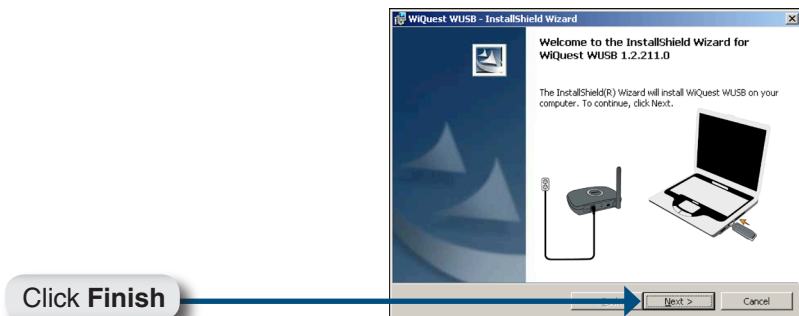 WiQuest WUSB - InstallShield Wizard
Welcome to the InstallShield Wizard for
WiQuest WUSB 1.2.211.0
The InstallShield(R) Wizard will install WiQuest WUSB on your
computer. To continue, click Next.
Click Finish
Next >
Cancel